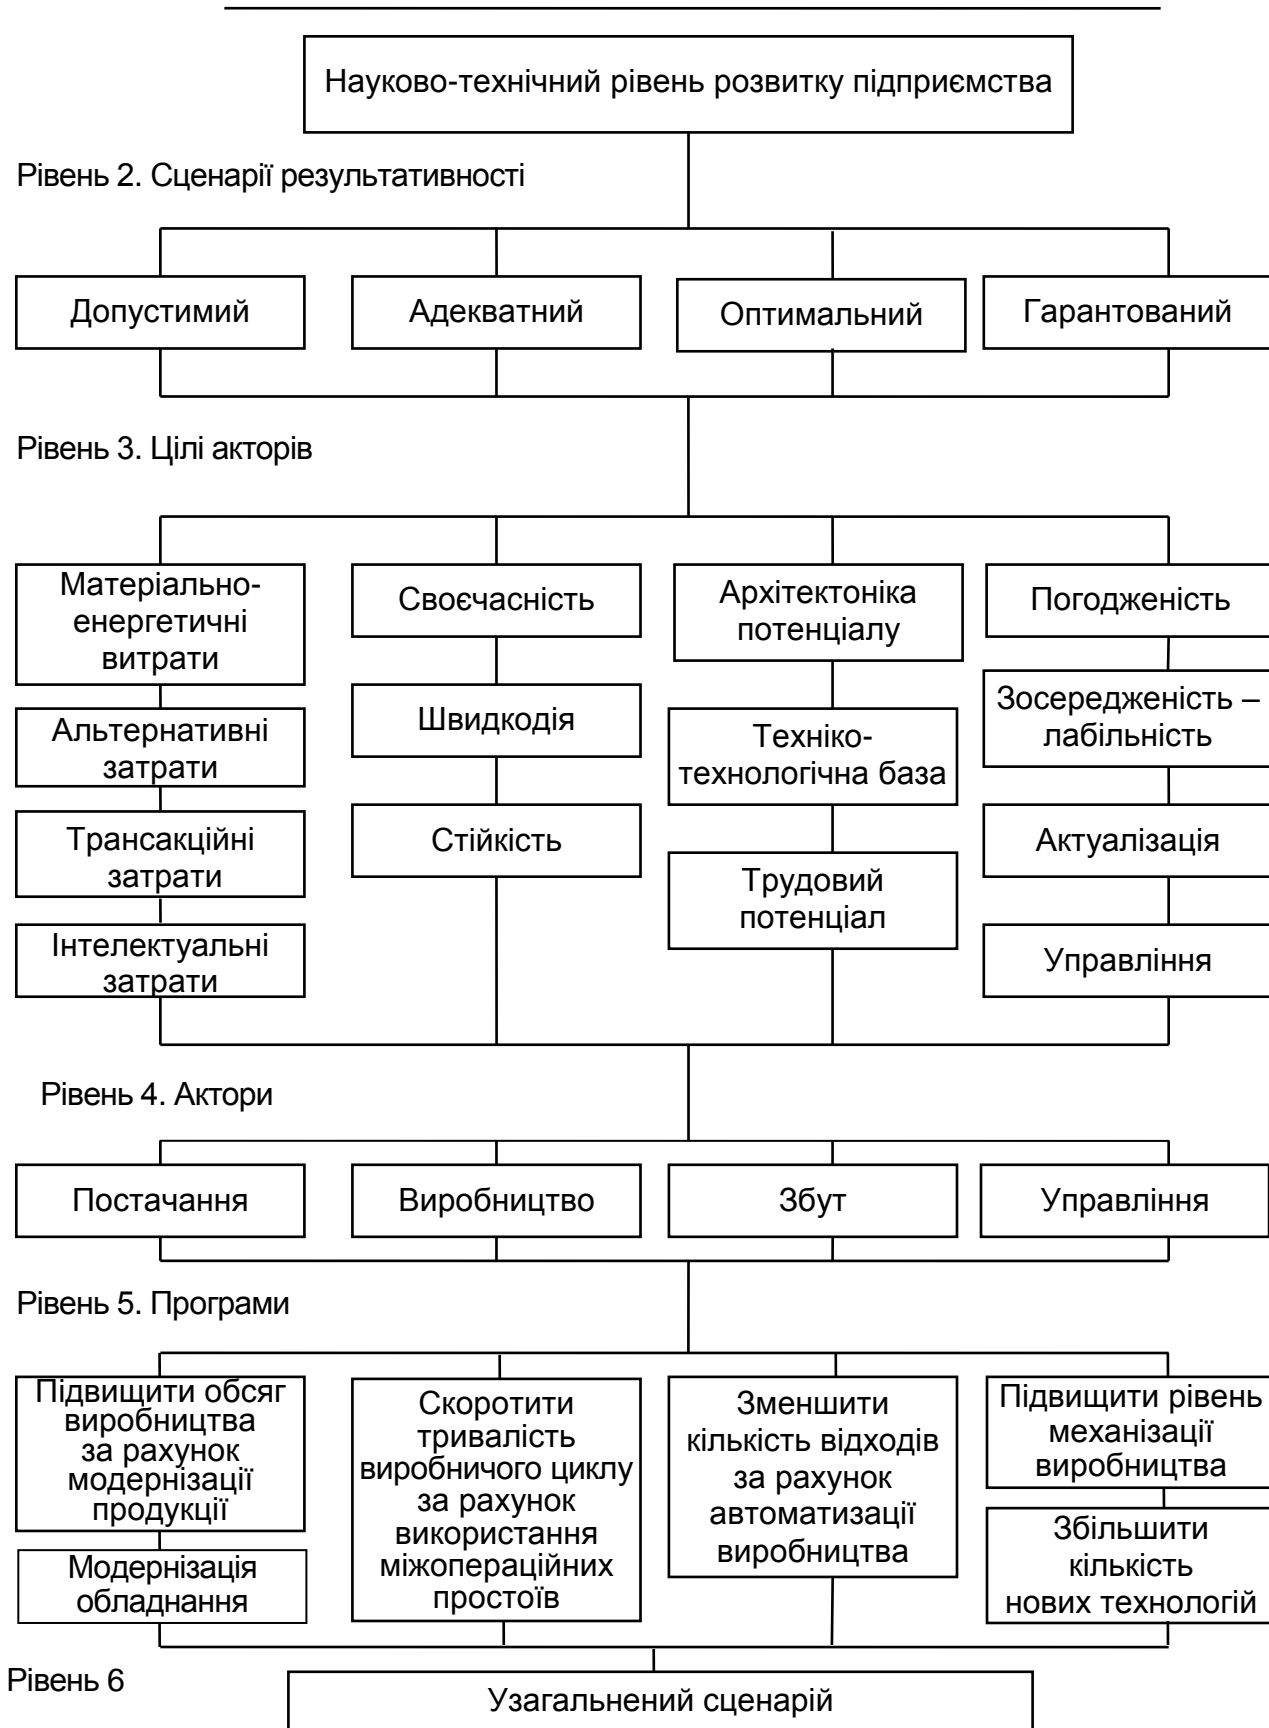 Науково-технічний рівень розвитку підприємства
Рівень 2. Сценарії результативності
Допустимий
Адекватний
Оптимальний
Гарантований
Рівень 3. Цілі акторів
Матеріально-
енергетичні
витрати
Альтернативні
затрати
Трансакційні
затрати
Інтелектуальні
затрати
Своєчасність
Швидкодія
Стійкість
Архітектоніка
потенціалу
Техніко-
технологічна база
Трудовий
потенціал
Погодженість
Зосередженість –
лабільність
Актуалізація
Управління
Рівень 4. Актори
Постачання
Виробництво
Збут
Управління
Рівень 5. Програми
Підвищити обсяг
виробництва
за рахунок
модернізації
продукції
Модернізація
обладнання
Скоротити
тривалість
виробничого циклу
за рахунок
використання
міжопераційних
простоїв
Зменшити
кількість відходів
за рахунок
автоматизації
виробництва
Підвищити рівень
механізації
виробництва
Збільшити
кількість
нових технологій
Рівень 6
Узагальнений сценарій